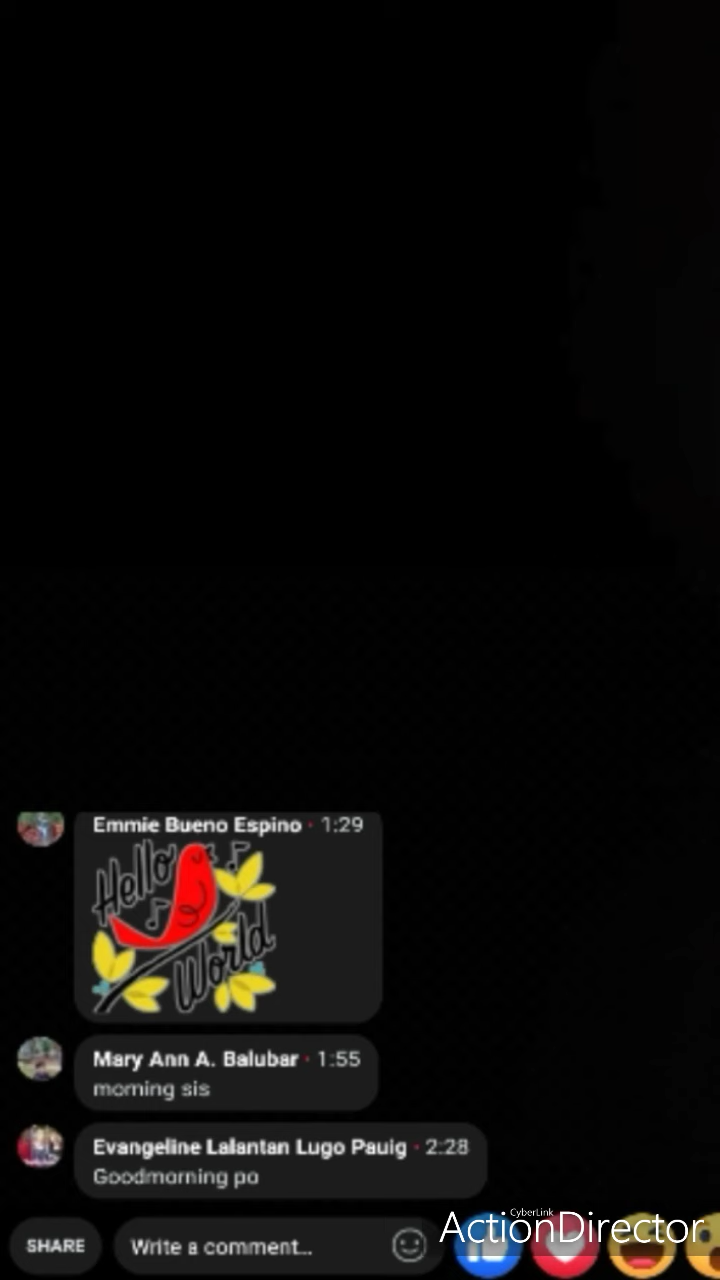 Emmie Bueno Espino · 1:29
Hello
World
Mary Ann A. Balubar · 1:55
morning sis
Evangeline Lalantan Lugo Pauig · 2:28
Goodmorning po
SHARE
Write a comment...
CyberLink
ActionDirector